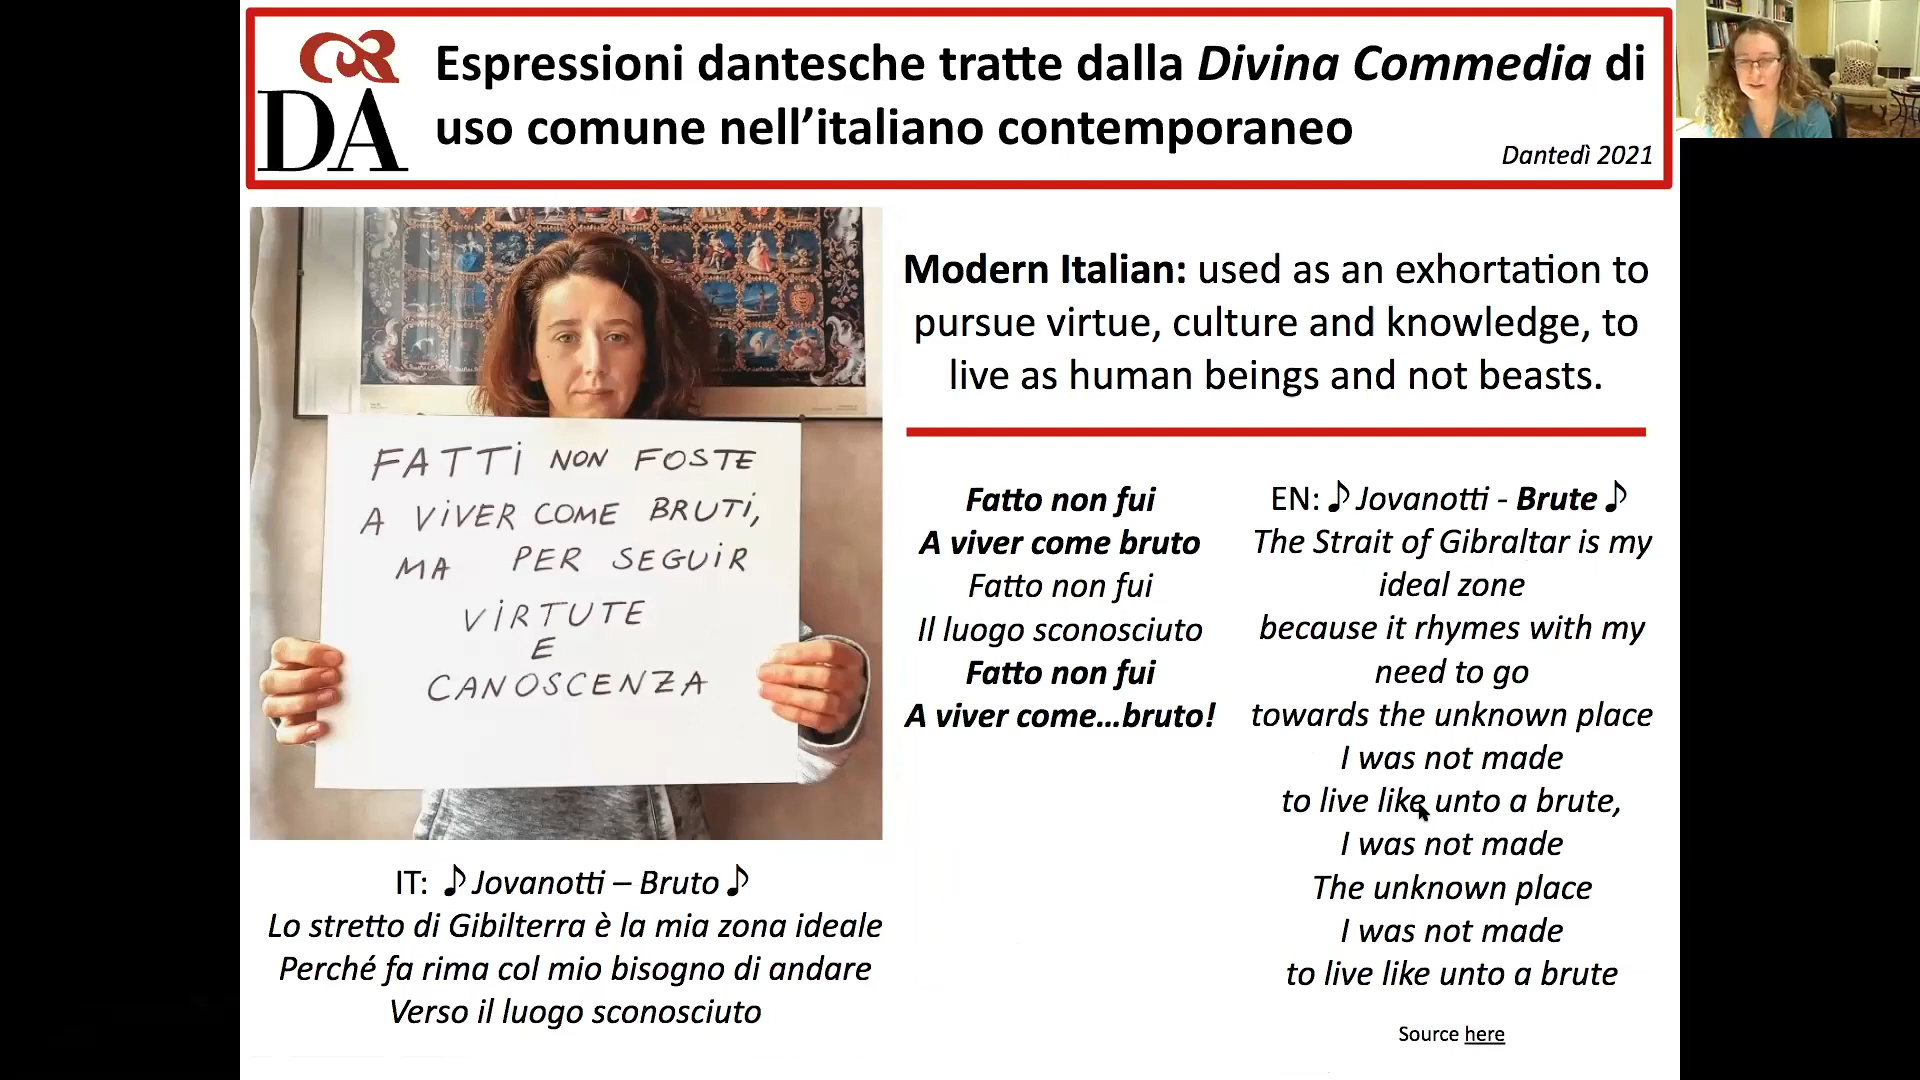 DA
Espressioni dantesche tratte dalla Divina Commedia di
uso comune nell’italiano contemporaneo
Dantedì 2021
FATTI NON FOSTE
A VIVER COME BRUTI,
MA PER SEGUIR
VIRTUTE
E
CANOSCENZA
IT: ♪ Jovanotti – Bruto ♪
Lo stretto di Gibilterra è la mia zona ideale
Perché fa rima col mio bisogno di andare
Verso il luogo sconosciuto
Modern Italian: used as an exhortation to
pursue virtue, culture and knowledge, to
live as human beings and not beasts.
Fatto non fui
A viver come bruto
Fatto non fui
Il luogo sconosciuto
Fatto non fui
A viver come...bruto!
EN: ♪ Jovanotti - Brute ♪
The Strait of Gibraltar is my
ideal zone
because it rhymes with my
need to go
towards the unknown place
I was not made
to live like unto a brute,
I was not made
The unknown place
I was not made
to live like unto a brute
Source here